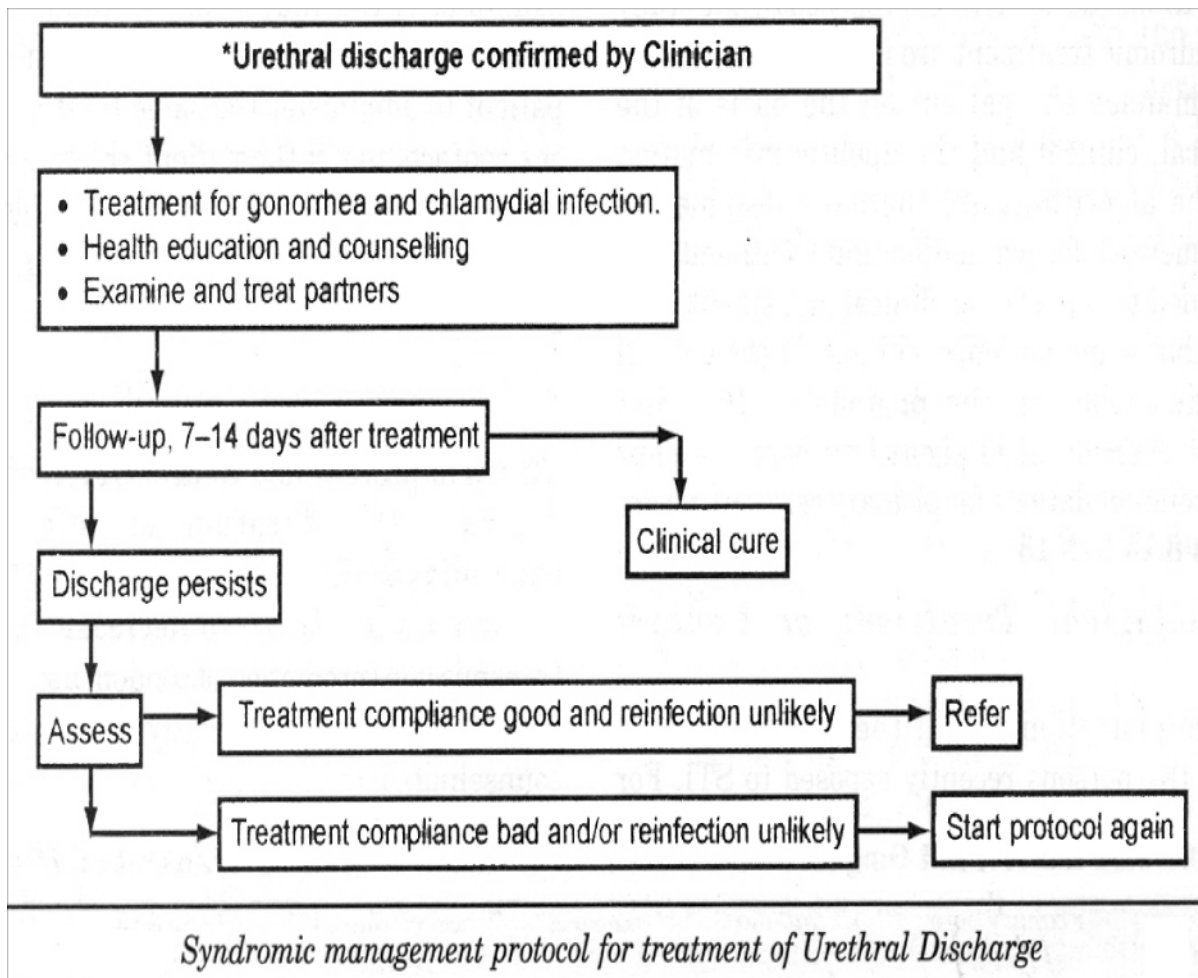 *Urethral discharge confirmed by Clinician
• Treatment for gonorrhea and chlamydial infection.
• Health education and counselling
• Examine and treat partners
Follow-up, 7–14 days after treatment
Clinical cure
Discharge persists
Assess
Treatment compliance good and reinfection unlikely
Refer
Treatment compliance bad and/or reinfection unlikely
Start protocol again
Syndromic management protocol for treatment of Urethral Discharge